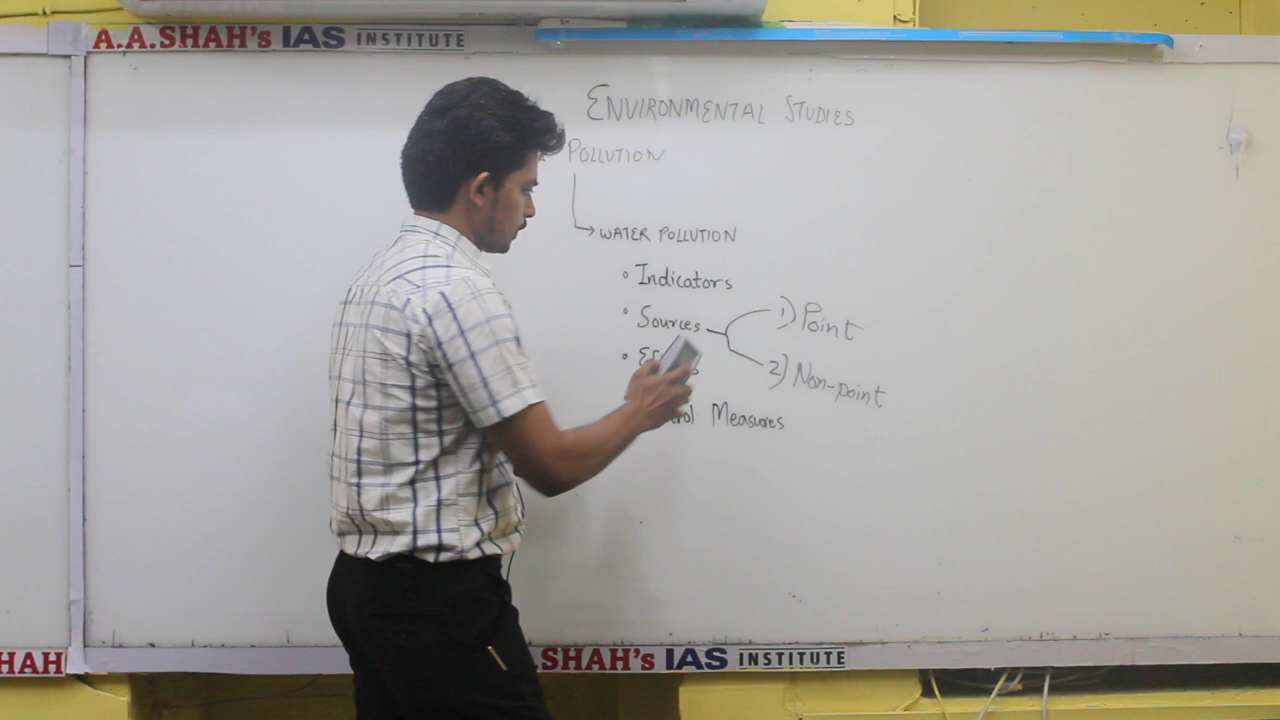 A.A.SHAH's IAS INSTITUTE
ENVIRONMENTAL STUDIES
POLLUTION
WATER POLLUTION
Indicators
Sources
1) Point
2) Non-point
Measures
HAH
.SHAH's IAS INSTITUTE